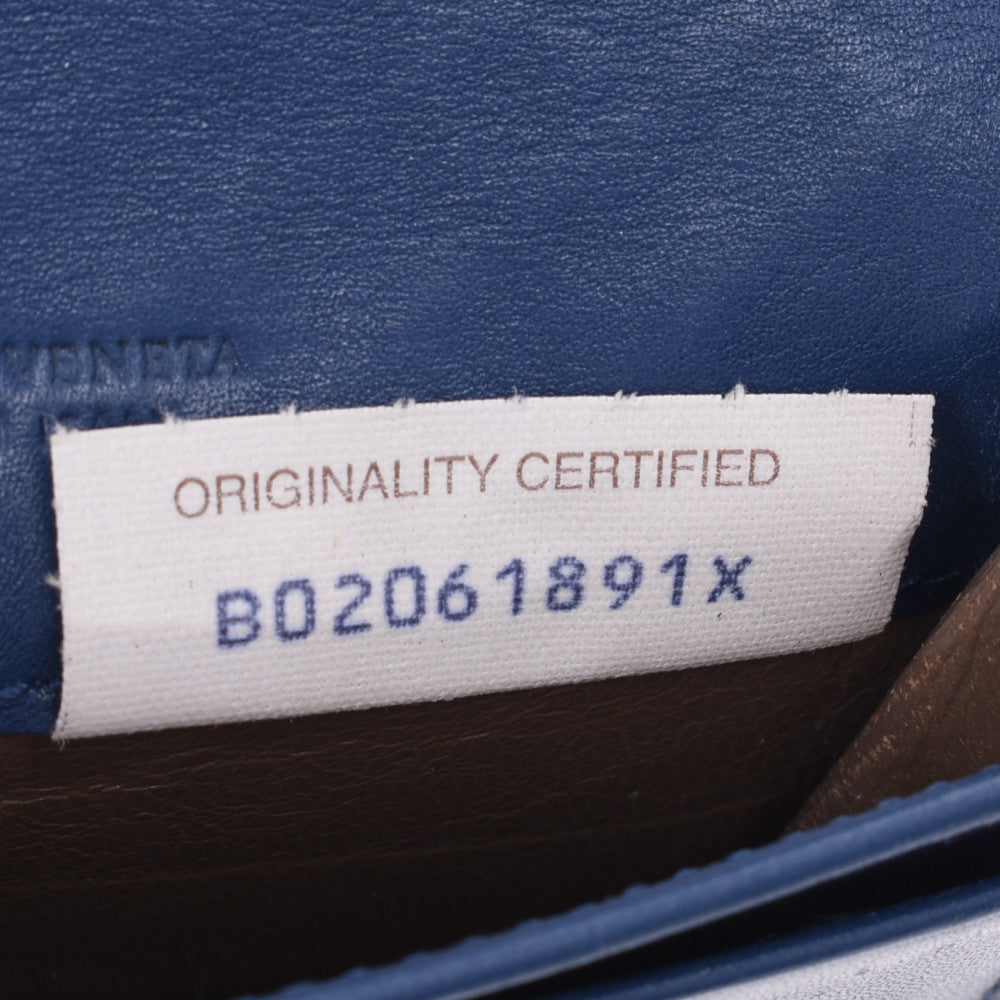 VENETA
ORIGINALITY CERTIFIED
B02061891X